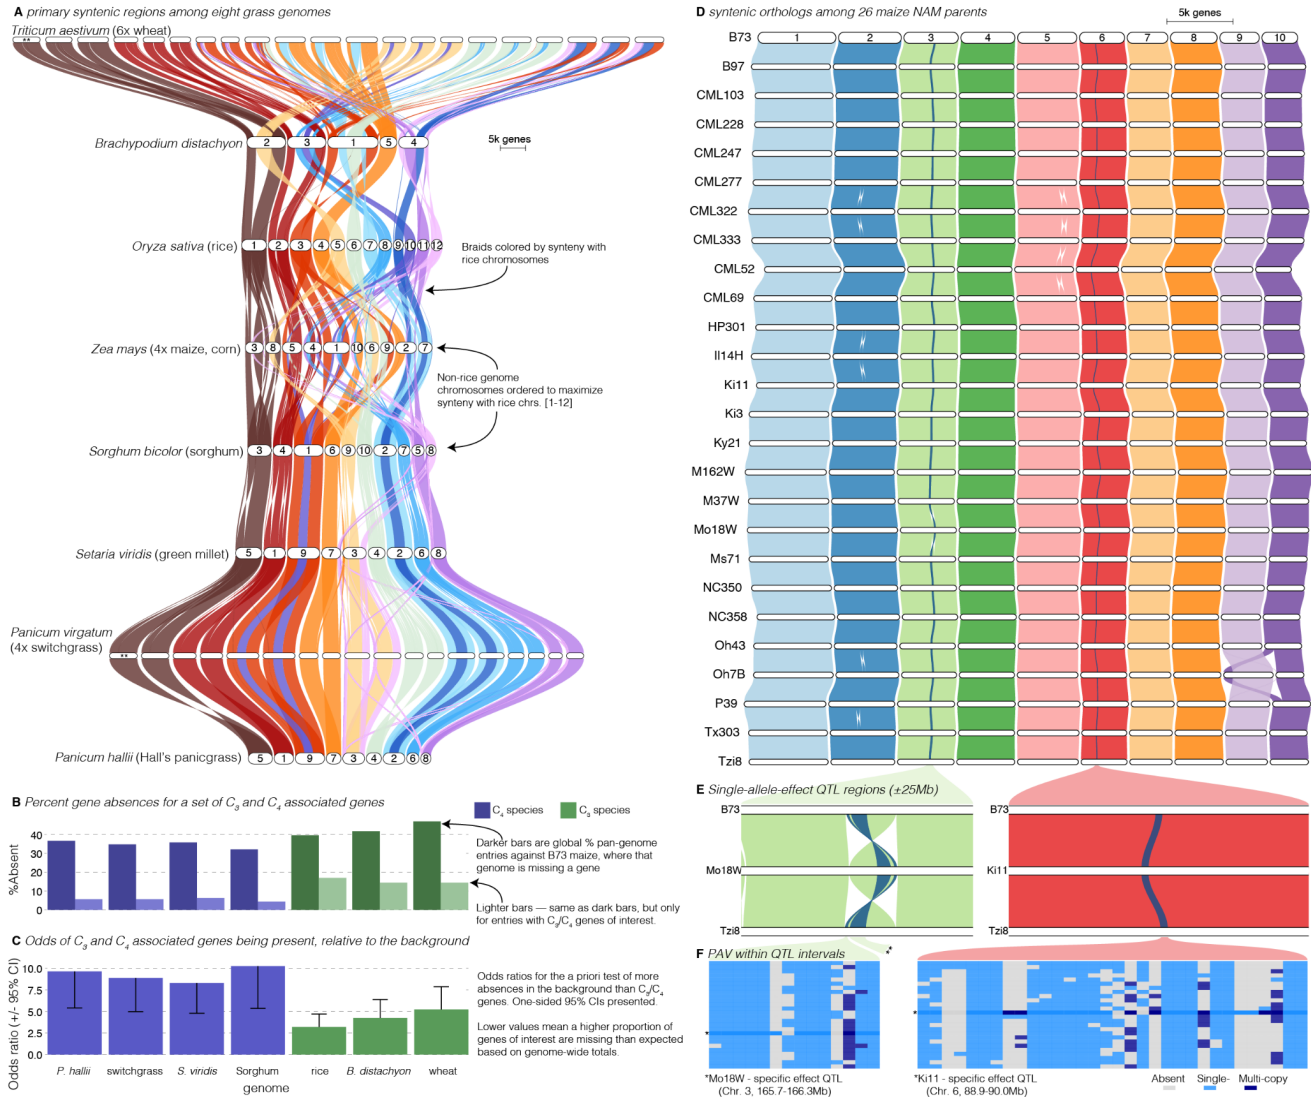 A primary syntenic regions among eight grass genomes
Triticum aestivum (6x wheat)
**
Brachypodium distachyon
2 3 1 5 4
5k genes
Oryza sativa (rice)
1 2 3 4 5 6 7 8 9 10 11 12
Braids colored by synteny with
rice chromosomes
Zea mays (4x maize, corn)
3 8 5 4 1 10 6 9 2 7
Non-rice genome
chromosomes ordered to maximize
synteny with rice chrs. [1-12]
Sorghum bicolor (sorghum)
3 4 1 6 9 10 2 7 5 8
Setaria viridis (green millet)
5 1 9 7 3 4 2 6 8
Panicum virgatum
(4x switchgrass)
**
Panicum hallii (Hall's panicgrass)
5 1 9 7 3 4 2 6 8
B Percent gene absences for a set of C3 and C4 associated genes
C4 species
C3 species
%Absent
40
30
20
10
0
Darker bars are global % pan-genome
entries against B73 maize, where that
genome is missing a gene
Lighter bars — same as dark bars, but only
for entries with C3/C4 genes of interest.
C Odds of C3 and C4 associated genes being present, relative to the background
Odds ratio (+/- 95% CI)
10.0
7.5
5.0
2.5
0.0
Odds ratios for the a priori test of more
absences in the background than C3/C4
genes. One-sided 95% CIs presented.
Lower values mean a higher proportion of
genes of interest are missing than expected
based on genome-wide totals.
P. hallii switchgrass S. viridis Sorghum rice B. distachyon wheat
genome
D syntenic orthologs among 26 maize NAM parents
5k genes
B73
1 2 3 4 5 6 7 8 9 10
B97
CML103
CML228
CML247
CML277
CML322
CML333
CML52
CML69
HP301
Il14H
Ki11
Ki3
Ky21
M162W
M37W
Mo18W
Ms71
NC350
NC358
Oh43
Oh7B
P39
Tx303
Tzi8
E Single-allele-effect QTL regions (±25Mb)
B73
Mo18W
Tzi8
B73
Ki11
Tzi8
F PAV within QTL intervals
*
*
*
*
*Mo18W - specific effect QTL
(Chr. 3, 165.7-166.3Mb)
*Ki11 - specific effect QTL
(Chr. 6, 88.9-90.0Mb)
Absent Single- Multi-copy